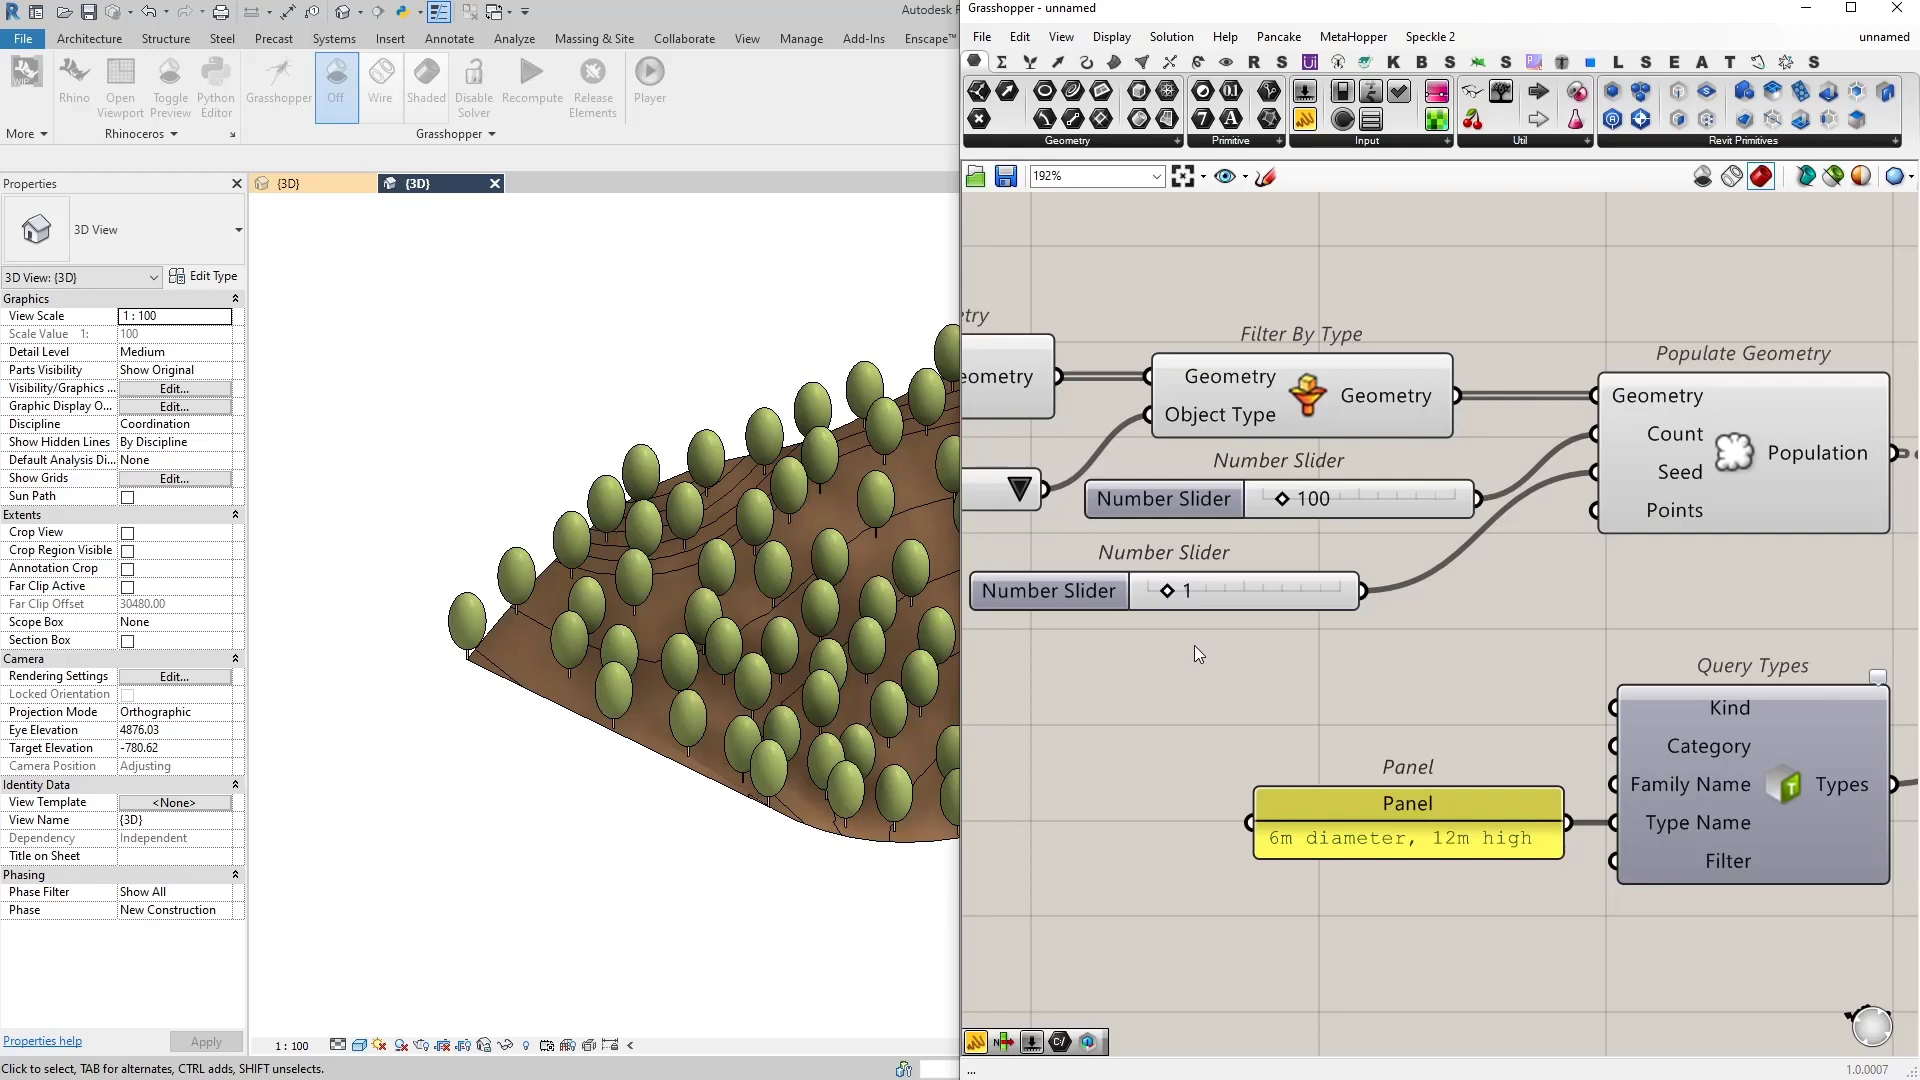 Autodesk R
File
Architecture
Structure
Steel
Precast
Systems
Insert
Annotate
Analyze
Massing & Site
Collaborate
View
Manage
Add-Ins
Enscape™
Rhino
Open Viewport
Toggle Preview
Python Editor
Grasshopper
Off
Wire
Shaded
Disable Solver
Recompute
Release Elements
Player
More
Rhinoceros
Grasshopper
Properties
{3D}
{3D}
3D View
3D View: {3D}
Edit Type
Graphics
View Scale 1 : 100
Scale Value 1: 100
Detail Level Medium
Parts Visibility Show Original
Visibility/Graphics ... Edit...
Graphic Display O... Edit...
Discipline Coordination
Show Hidden Lines By Discipline
Default Analysis Di... None
Show Grids Edit...
Sun Path
Extents
Crop View
Crop Region Visible
Annotation Crop
Far Clip Active
Far Clip Offset 30480.00
Scope Box None
Section Box
Camera
Rendering Settings Edit...
Locked Orientation
Projection Mode Orthographic
Eye Elevation 4876.03
Target Elevation -780.62
Camera Position Adjusting
Identity Data
View Template <None>
View Name {3D}
Dependency Independent
Title on Sheet
Phasing
Phase Filter Show All
Phase New Construction
Properties help
Apply
1 : 100
Click to select, TAB for alternates, CTRL adds, SHIFT unselects.
Grasshopper - unnamed
File Edit View Display Solution Help Pancake MetaHopper Speckle 2
unnamed
Geometry
Primitive
Input
Util
Revit Primitives
192%
try
eometry
Filter By Type
Geometry
Object Type
Geometry
Number Slider
Number Slider
100
Number Slider
Number Slider
1
Populate Geometry
Geometry
Count
Seed
Points
Population
Panel
Panel
6m diameter, 12m high
Query Types
Kind
Category
Family Name
Type Name
Filter
Types
...
1.0.0007